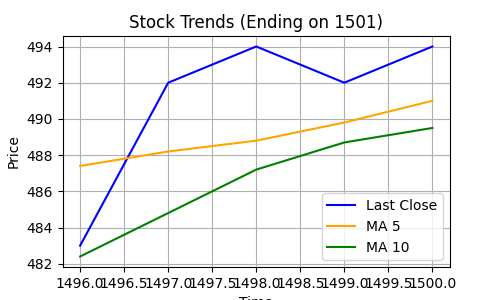 Stock Trends (Ending on 1501)
Price
494
492
490
488
486
484
482
Last Close
MA 5
MA 10
1496.0 1496.5 1497.0 1497.5 1498.0 1498.5 1499.0 1499.5 1500.0
Time